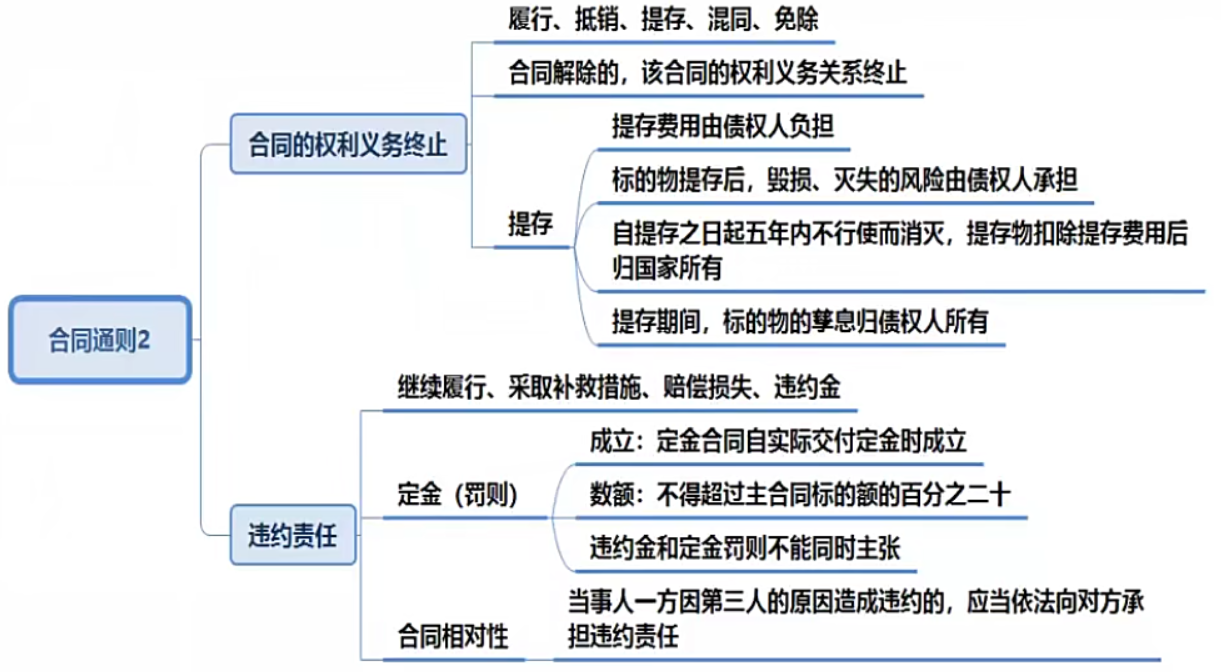 合同通则2
合同的权利义务终止
履行、抵销、提存、混同、免除
合同解除的，该合同的权利义务关系终止
提存
提存费用由债权人负担
标的物提存后，毁损、灭失的风险由债权人承担
自提存之日起五年内不行使而消灭，提存物扣除提存费用后
归国家所有
提存期间，标的物的孳息归债权人所有
违约责任
继续履行、采取补救措施、赔偿损失、违约金
定金（罚则）
成立：定金合同自实际交付定金时成立
数额：不得超过主合同标的额的百分之二十
违约金和定金罚则不能同时主张
合同相对性
当事人一方因第三人的原因造成违约的，应当依法向对方承
担违约责任